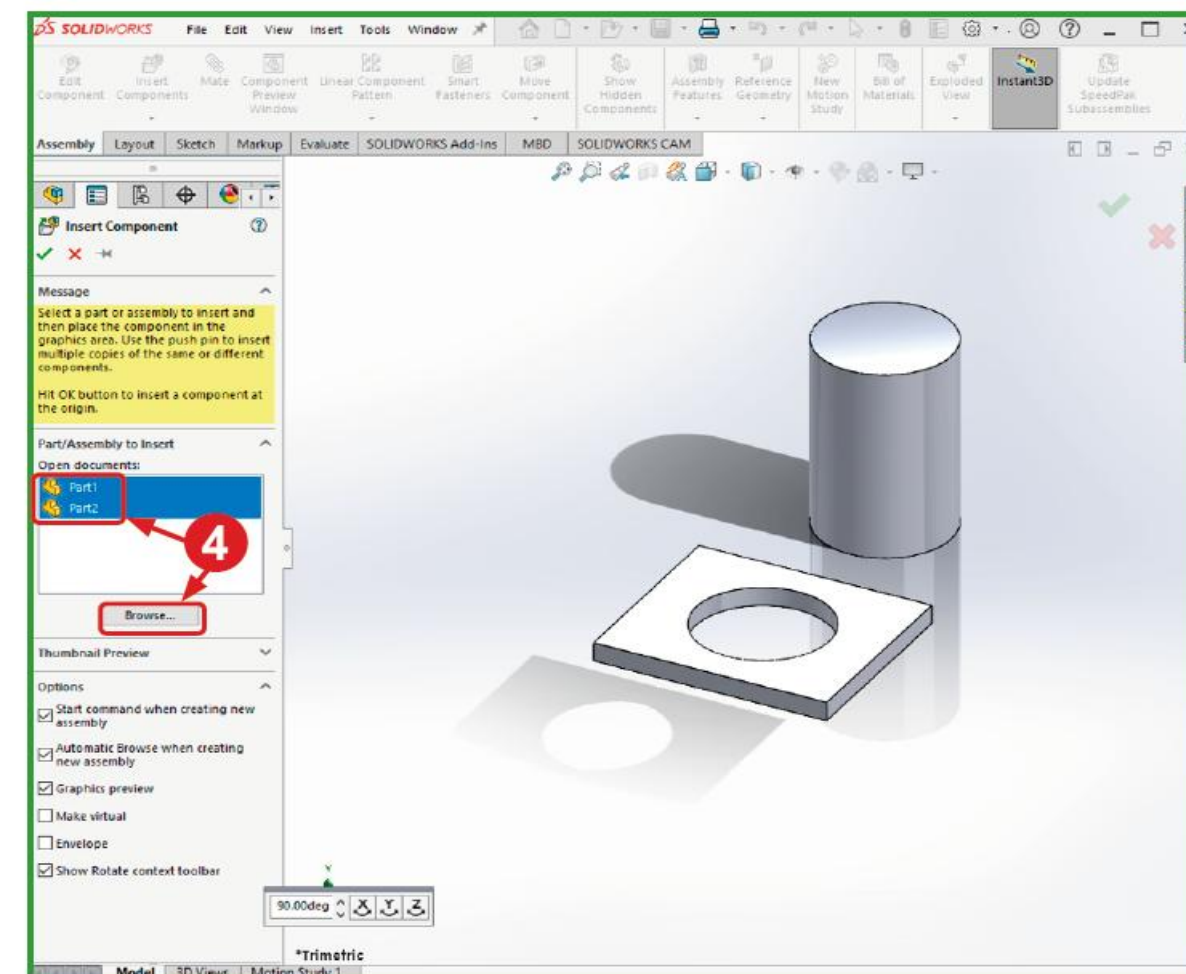 SOLIDWORKS File Edit View Insert Tools Window
Edit Component
Insert Components
Mate
Component Preview Window
Linear Component Pattern
Smart Fasteners
Move Component
Show Hidden Components
Assembly Features
Reference Geometry
New Motion Study
Bill of Materials
Exploded View
Instant3D
Update SpeedPak Subassemblies
Assembly Layout Sketch Markup Evaluate SOLIDWORKS Add-Ins MBD SOLIDWORKS CAM
Insert Component
Message
Select a part or assembly to insert and
then place the component in the
graphics area. Use the push pin to insert
multiple copies of the same or different
components.
Hit OK button to insert a component at
the origin.
Part/Assembly to Insert
Open documents:
Part1
Part2
4
Browse...
Thumbnail Preview
Options
Start command when creating new
assembly
Automatic Browse when creating
new assembly
Graphics preview
Make virtual
Envelope
Show Rotate context toolbar
Y
90.00deg X Y Z
*Trimetric
Model 3D Views Motion Study 1